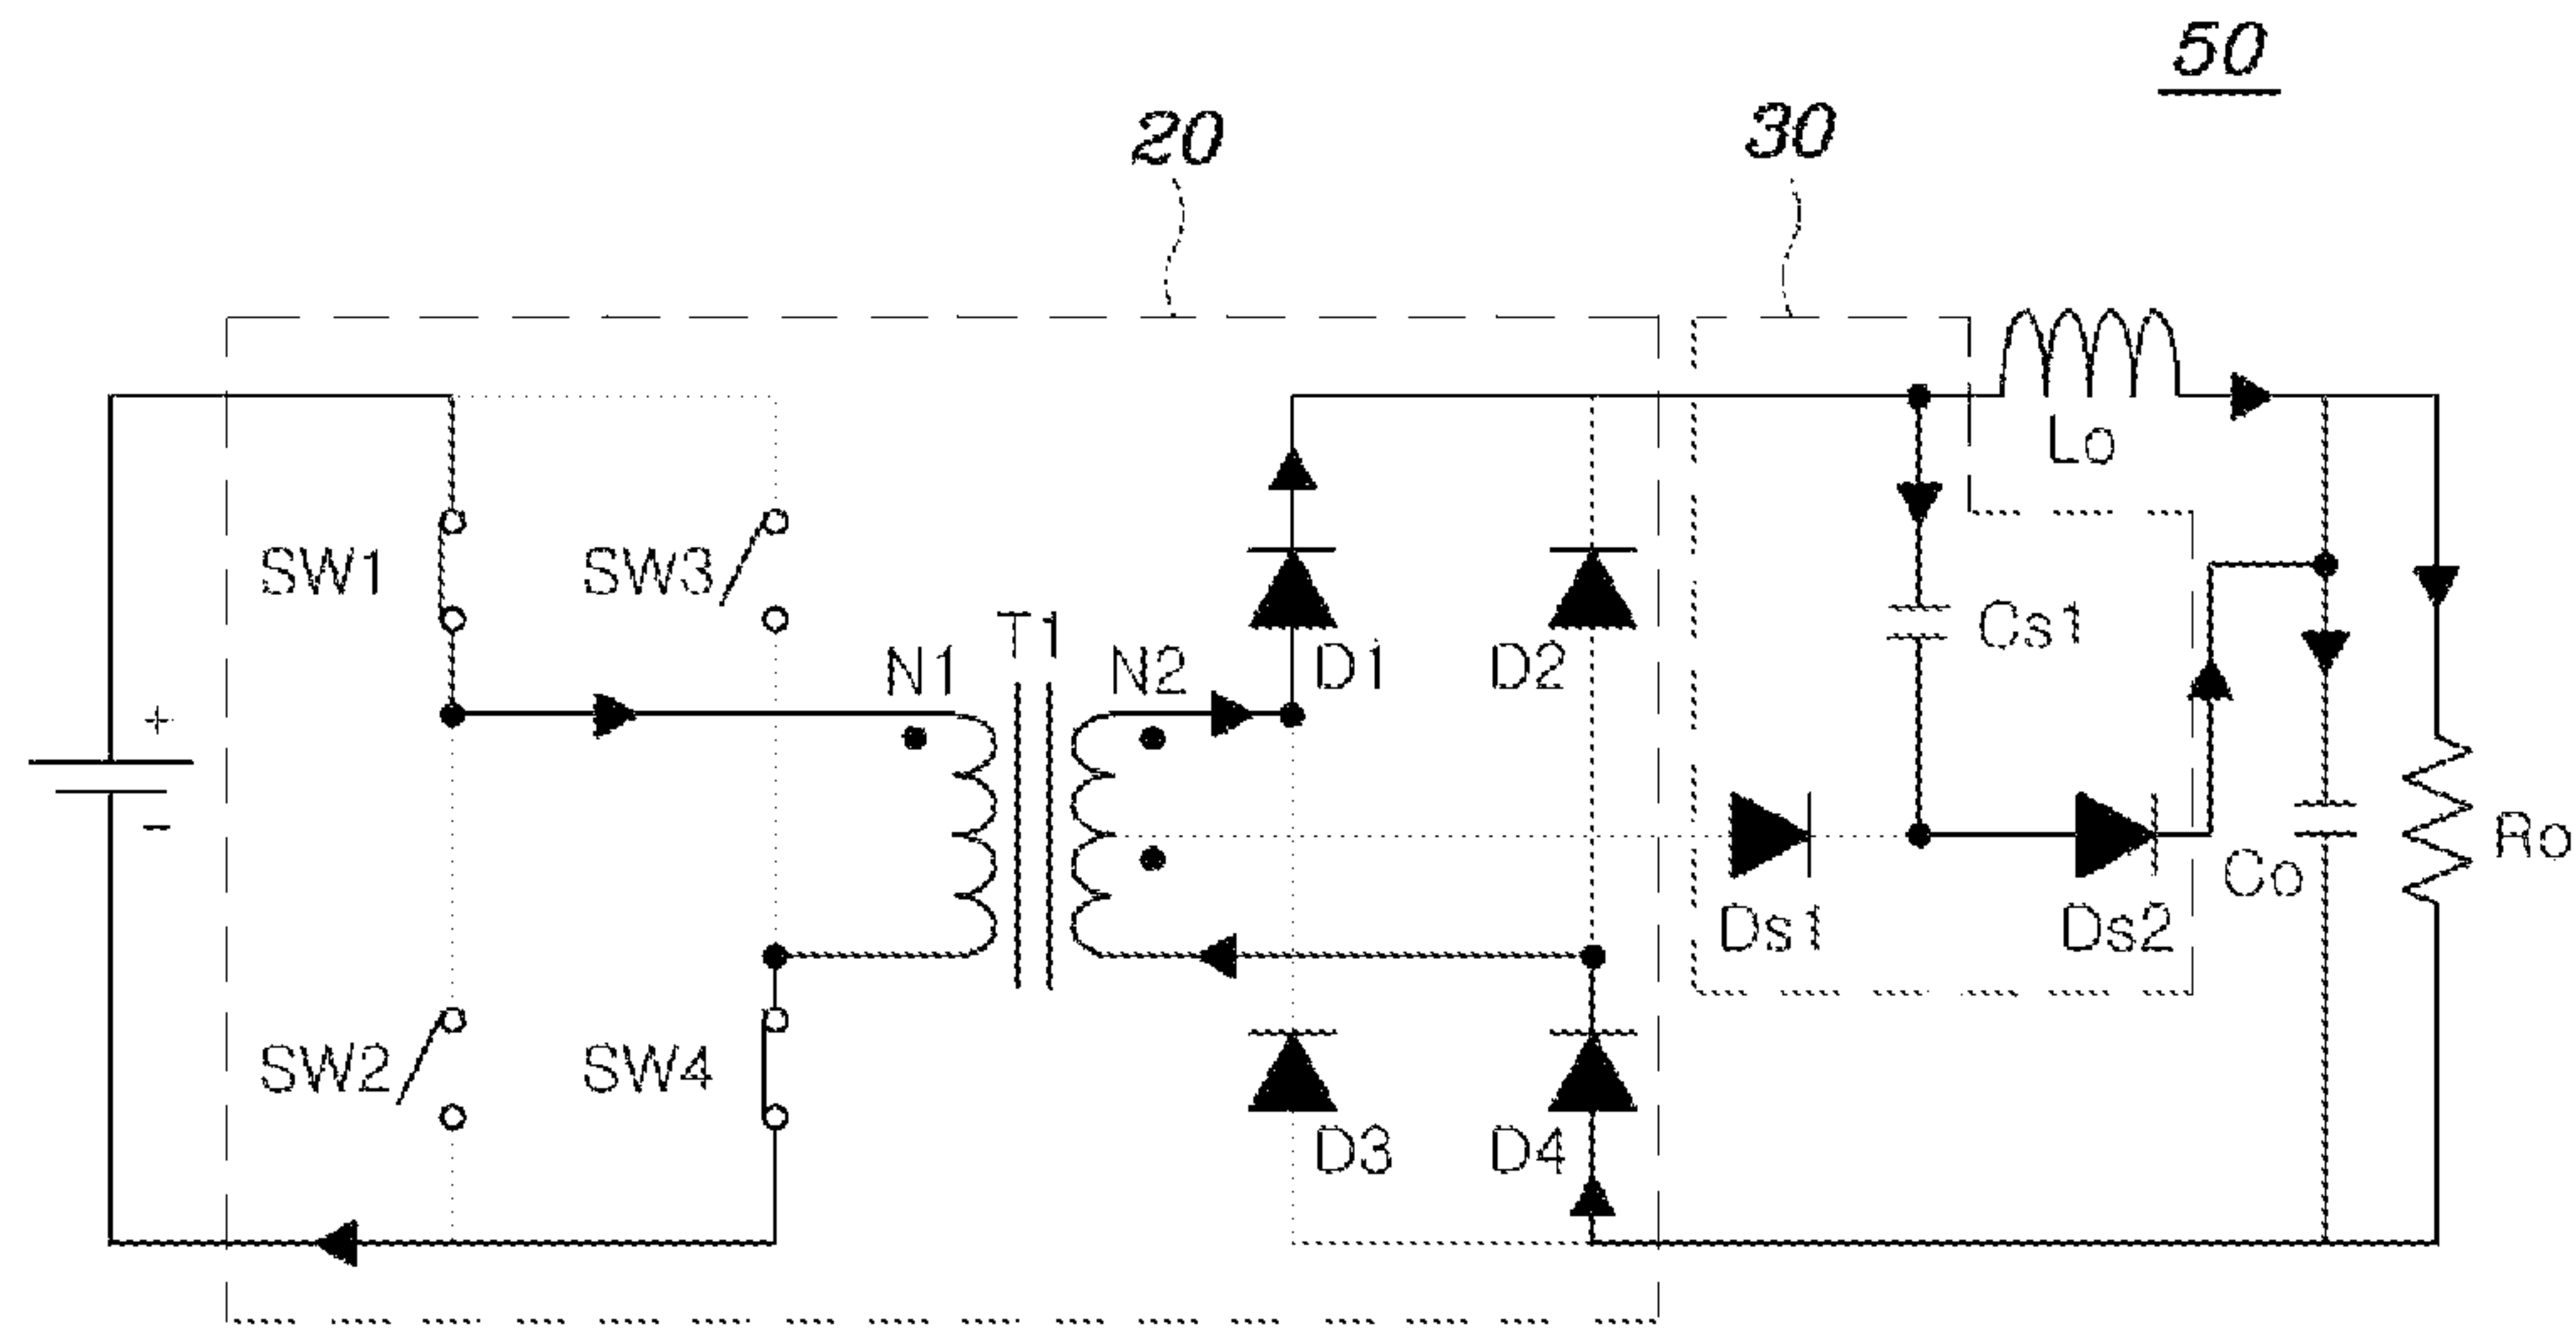 50
20
30
Lo
SW1
SW3
Cs1
T1
N1
N2
D1
D2
+
-
Ro
Co
Ds1
Ds2
SW2
SW4
D3
D4